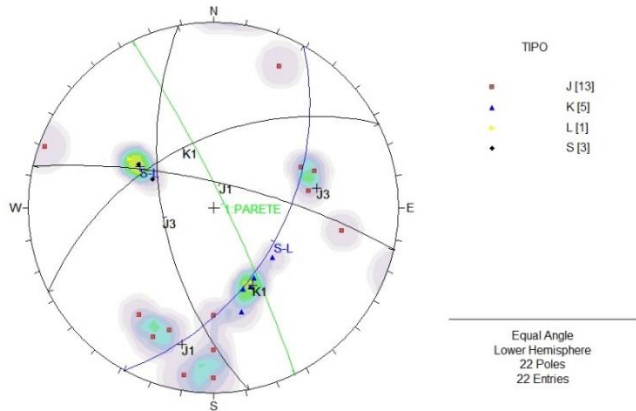 N
TIPO
J [13]
K [5]
L [1]
S [3]
K1
S-L
J1
J3
W
E
1 PARETE
J3
S-L
K1
J1
S
Equal Angle
Lower Hemisphere
22 Poles
22 Entries